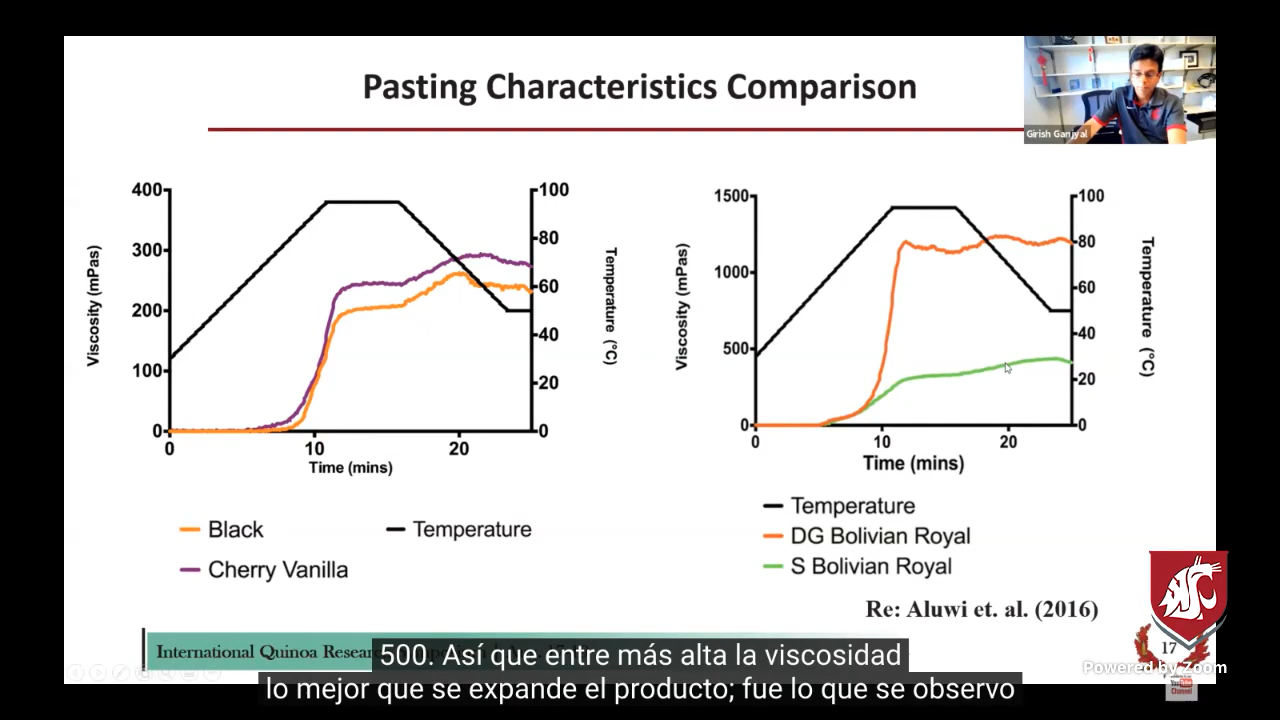 Pasting Characteristics Comparison
Girish Ganjyal
400
300
200
100
0
Viscosity (mPas)
100
80
60
40
20
0
Temperature (°C)
0
10
20
Time (mins)
Black
Temperature
Cherry Vanilla
1500
1000
500
0
Viscosity (mPas)
100
80
60
40
20
0
Temperature (°C)
0
10
20
Time (mins)
Temperature
DG Bolivian Royal
S Bolivian Royal
Re: Aluwi et. al. (2016)
International Quinoa
17
Powered by Zoom
YouTube
Channel
500. Así que entre más alta la viscosidad
lo mejor que se expande el producto; fue lo que se observo